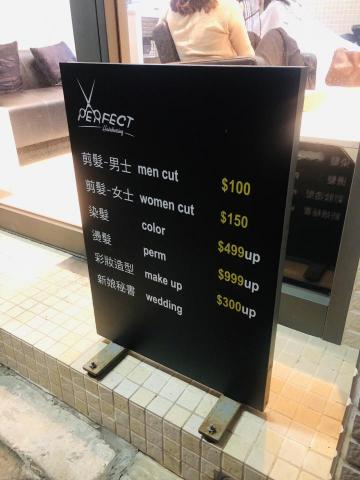 PERFECT
Hairdressing
剪髮-男士 men cut $100
剪髮-女士 women cut $150
染髮 color $499up
燙髮 perm $999up
彩妝造型 make up $300up
新娘秘書 wedding